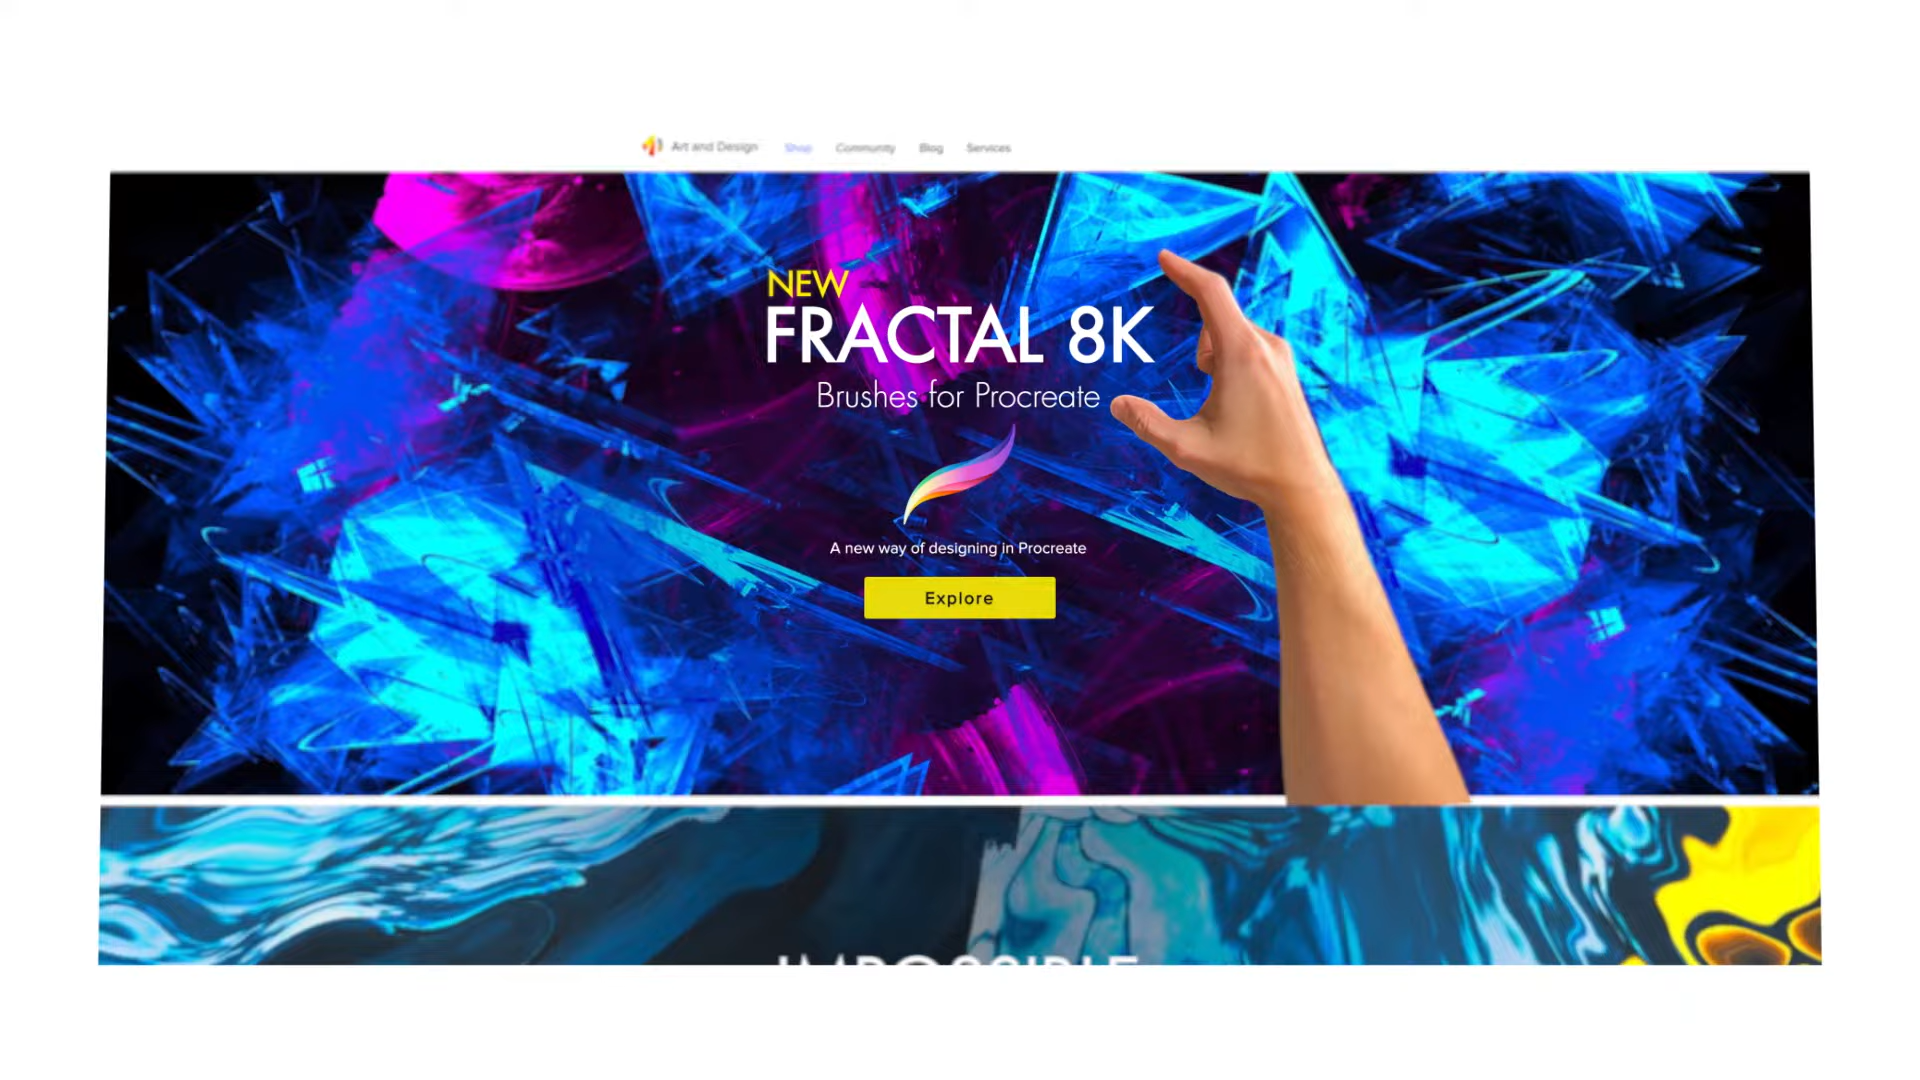 Art and Design Shop Community Blog Services
NEW
FRACTAL 8K
Brushes for Procreate
A new way of designing in Procreate
Explore
IMPOSSIBLE